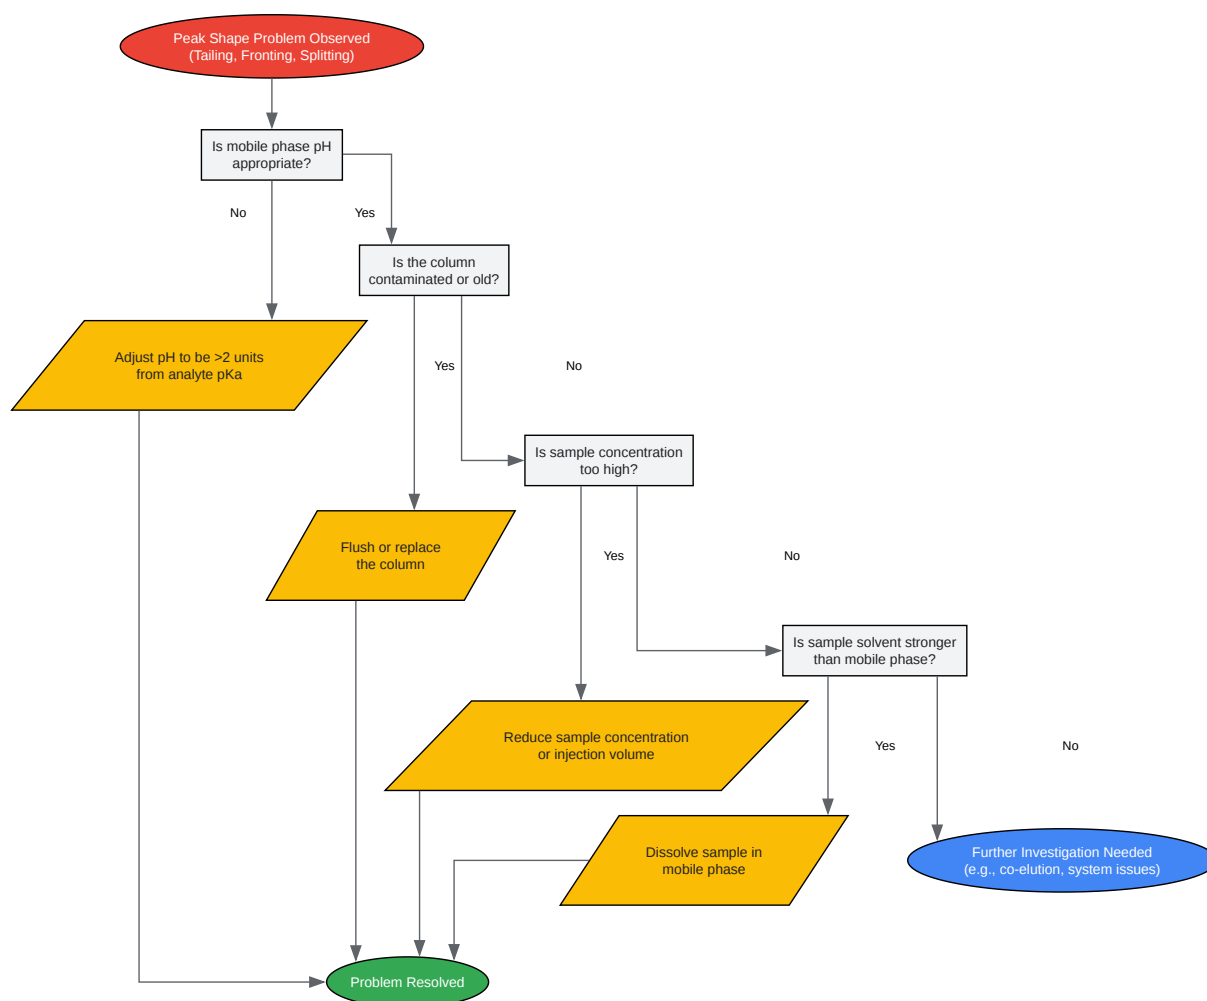 Peak Shape Problem Observed
(Tailing, Fronting, Splitting)
Is mobile phase pH
appropriate?
No
Yes
Is the column
contaminated or old?
Adjust pH to be >2 units
from analyte pKa
Yes
No
Is sample concentration
too high?
Flush or replace
the column
Yes
No
Is sample solvent stronger
than mobile phase?
Reduce sample concentration
or injection volume
Yes
No
Dissolve sample in
mobile phase
Further Investigation Needed
(e.g., co-elution, system issues)
Problem Resolved